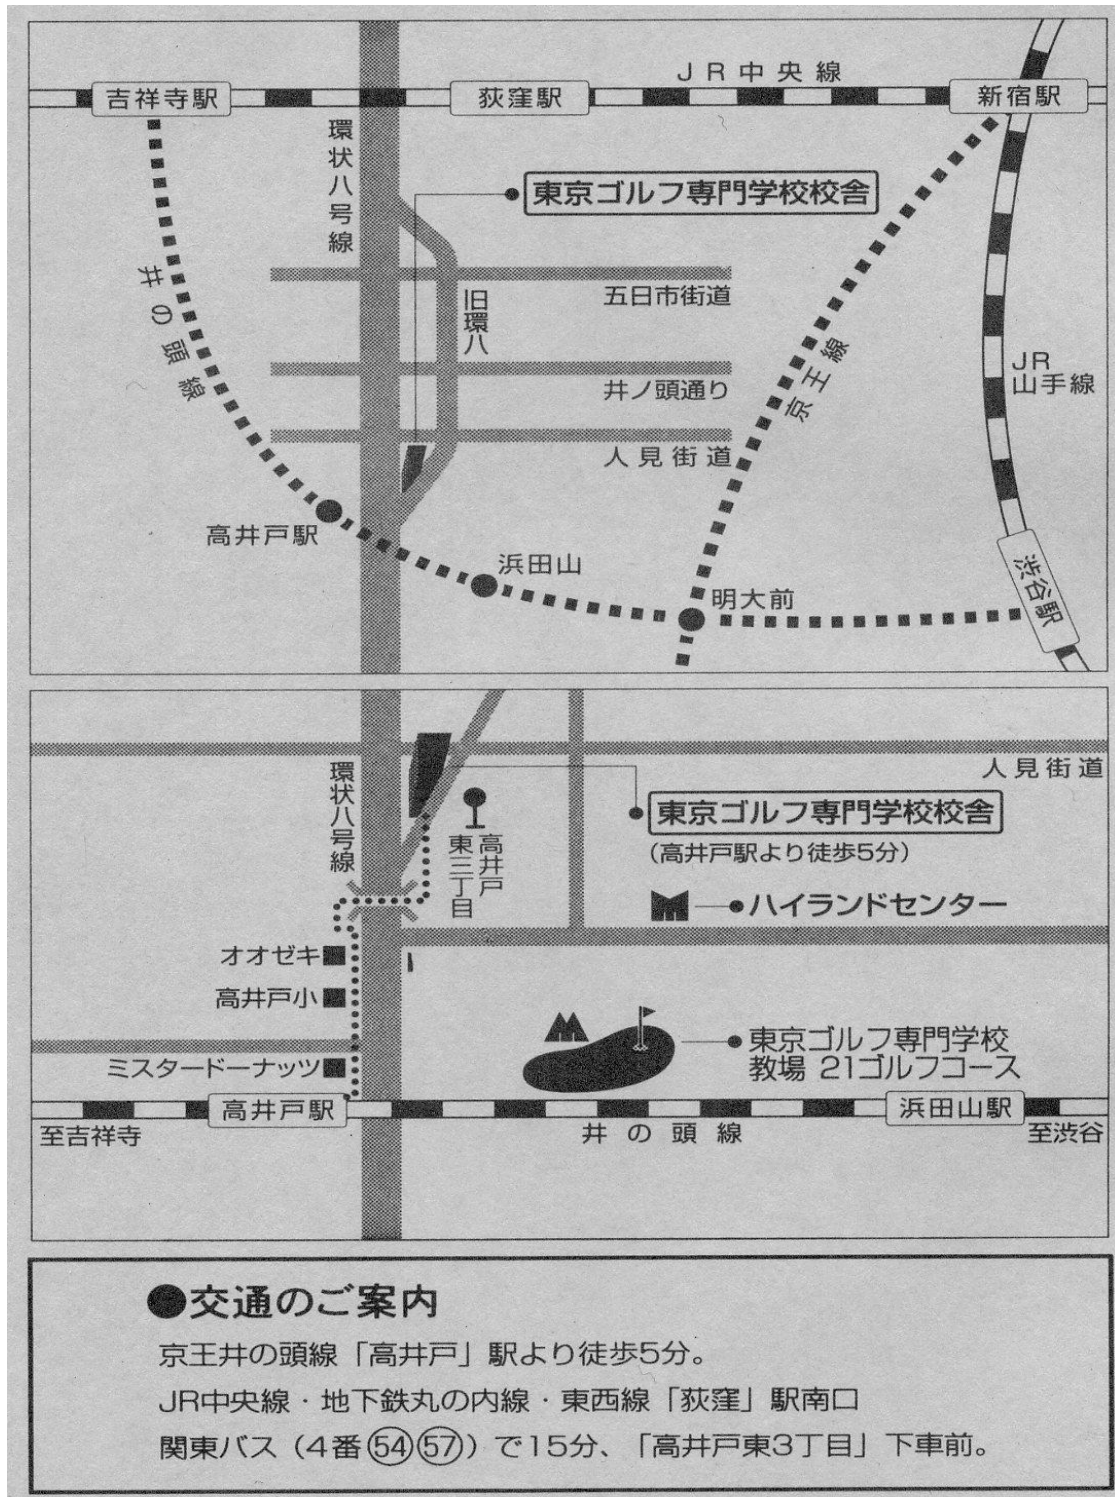 JR中央線
吉祥寺駅
荻窪駅
新宿駅
環状八号線
東京ゴルフ専門学校校舎
井の頭線
旧環八
五日市街道
京王線
JR
山手線
井ノ頭通り
人見街道
高井戸駅
浜田山
明大前
渋谷駅
人見街道
環状八号線
東京ゴルフ専門学校校舎
(高井戸駅より徒歩5分)
高井戸
東三丁目
ハイランドセンター
オオゼキ
高井戸小
東京ゴルフ専門学校
教場 21ゴルフコース
ミスタードーナッツ
高井戸駅
浜田山駅
至吉祥寺
井の頭線
至渋谷
●交通のご案内
京王井の頭線「高井戸」駅より徒歩5分。
JR中央線・地下鉄丸の内線・東西線「荻窪」駅南口
関東バス(4番㊴㊼)で15分、「高井戸東3丁目」下車前。